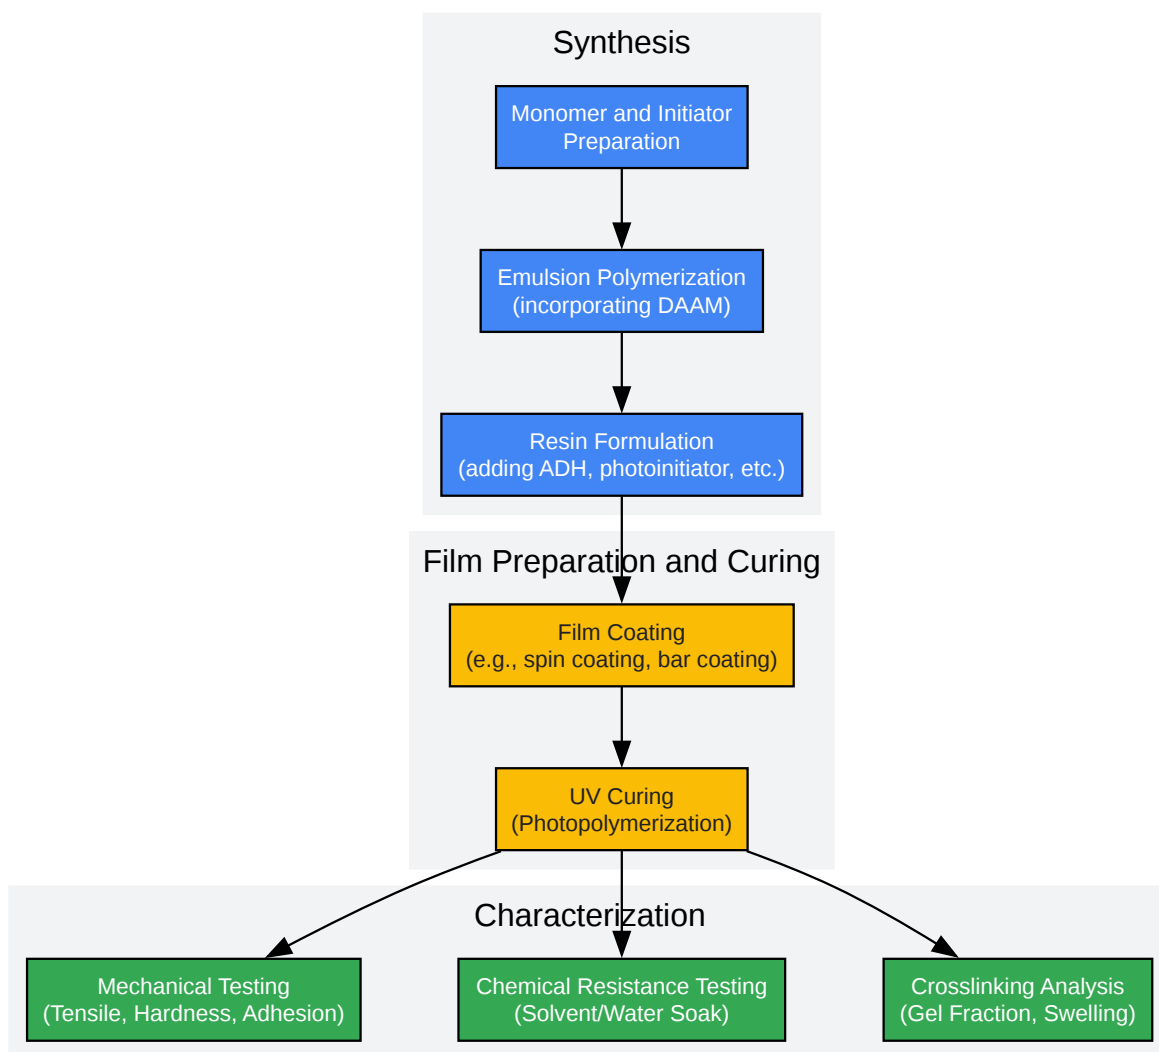 Synthesis
Monomer and Initiator
Preparation
Emulsion Polymerization
(incorporating DAAM)
Resin Formulation
(adding ADH, photoinitiator, etc.)
Film Preparation and Curing
Film Coating
(e.g., spin coating, bar coating)
UV Curing
(Photopolymerization)
Characterization
Mechanical Testing
(Tensile, Hardness, Adhesion)
Chemical Resistance Testing
(Solvent/Water Soak)
Crosslinking Analysis
(Gel Fraction, Swelling)